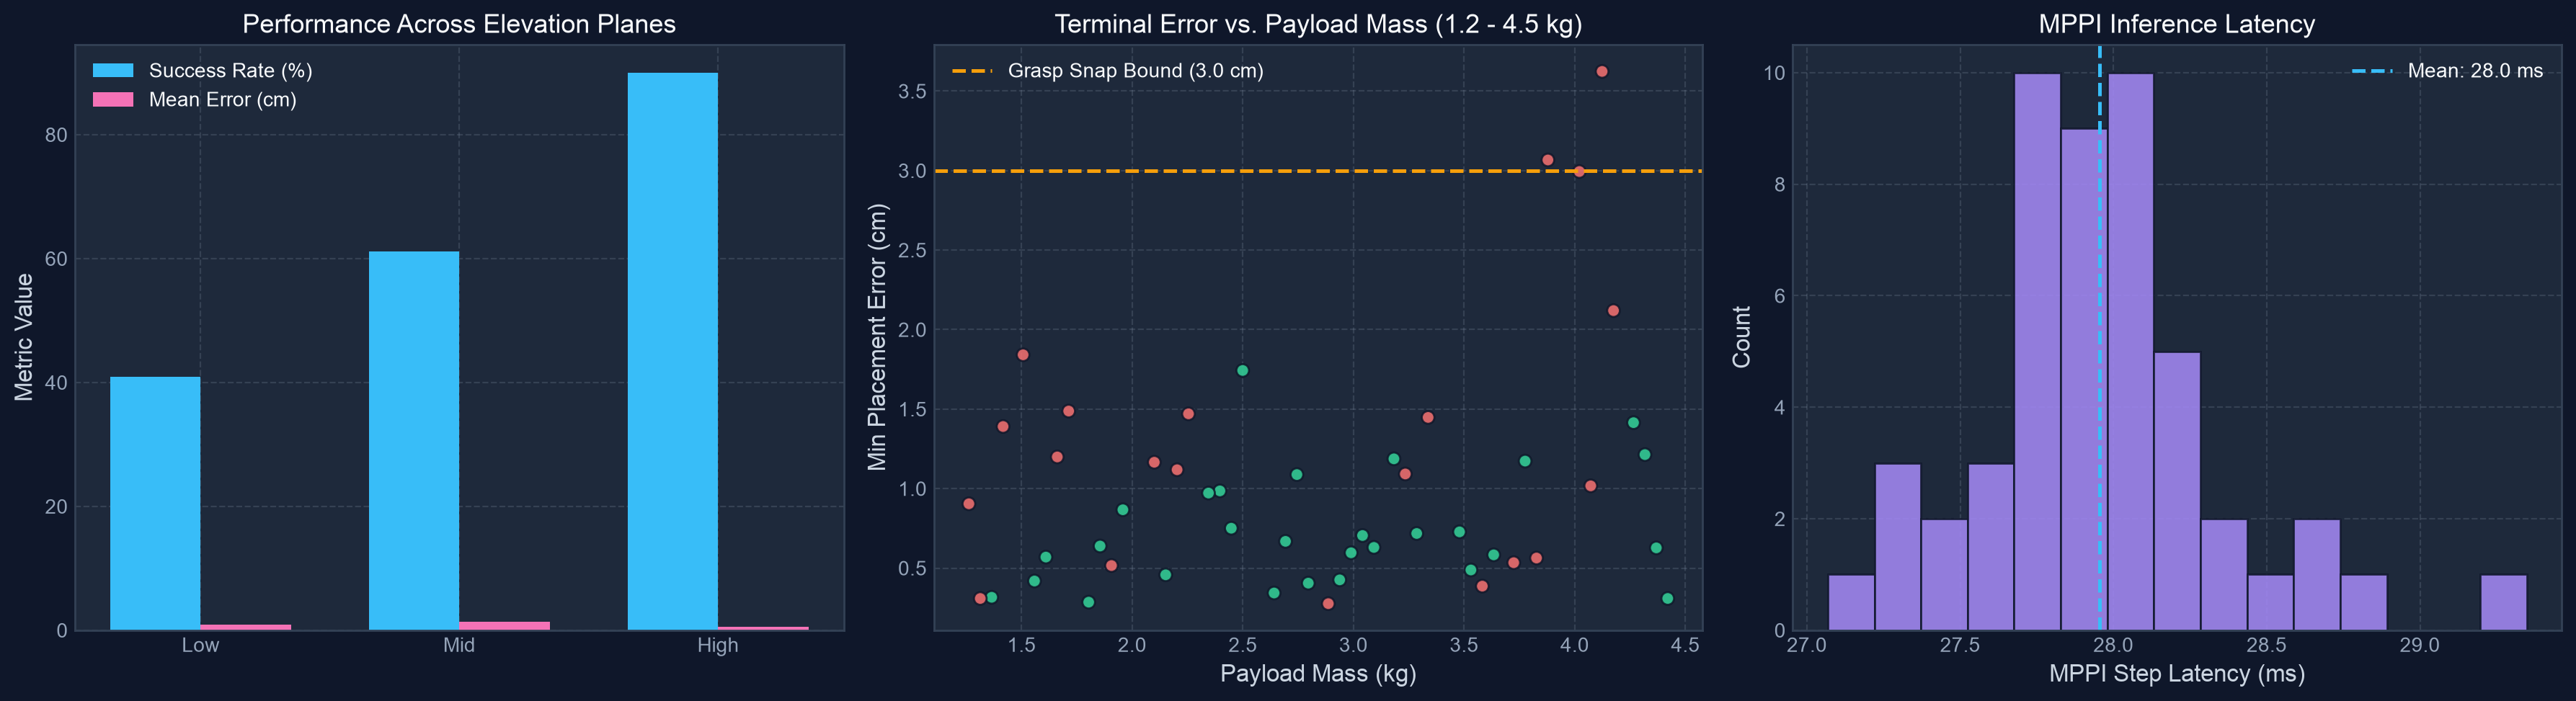 Performance Across Elevation Planes
Success Rate (%)
Mean Error (cm)
Metric Value
80
60
40
20
0
Low Mid High
Terminal Error vs. Payload Mass (1.2 - 4.5 kg)
Grasp Snap Bound (3.0 cm)
Min Placement Error (cm)
3.5
3.0
2.5
2.0
1.5
1.0
0.5
1.5 2.0 2.5 3.0 3.5 4.0 4.5
Payload Mass (kg)
MPPI Inference Latency
Mean: 28.0 ms
Count
10
8
6
4
2
0
27.0 27.5 28.0 28.5 29.0
MPPI Step Latency (ms)